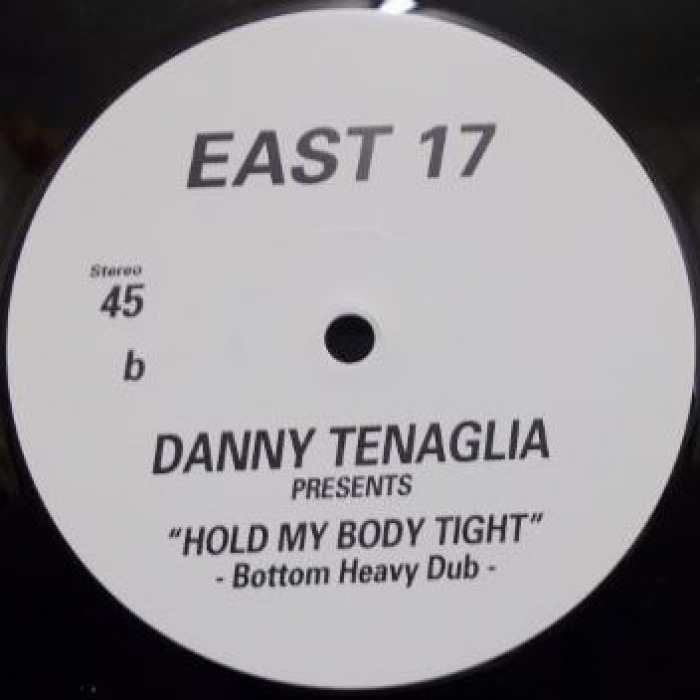 EAST 17
Stereo
45
b
DANNY TENAGLIA
PRESENTS
"HOLD MY BODY TIGHT"
- Bottom Heavy Dub -